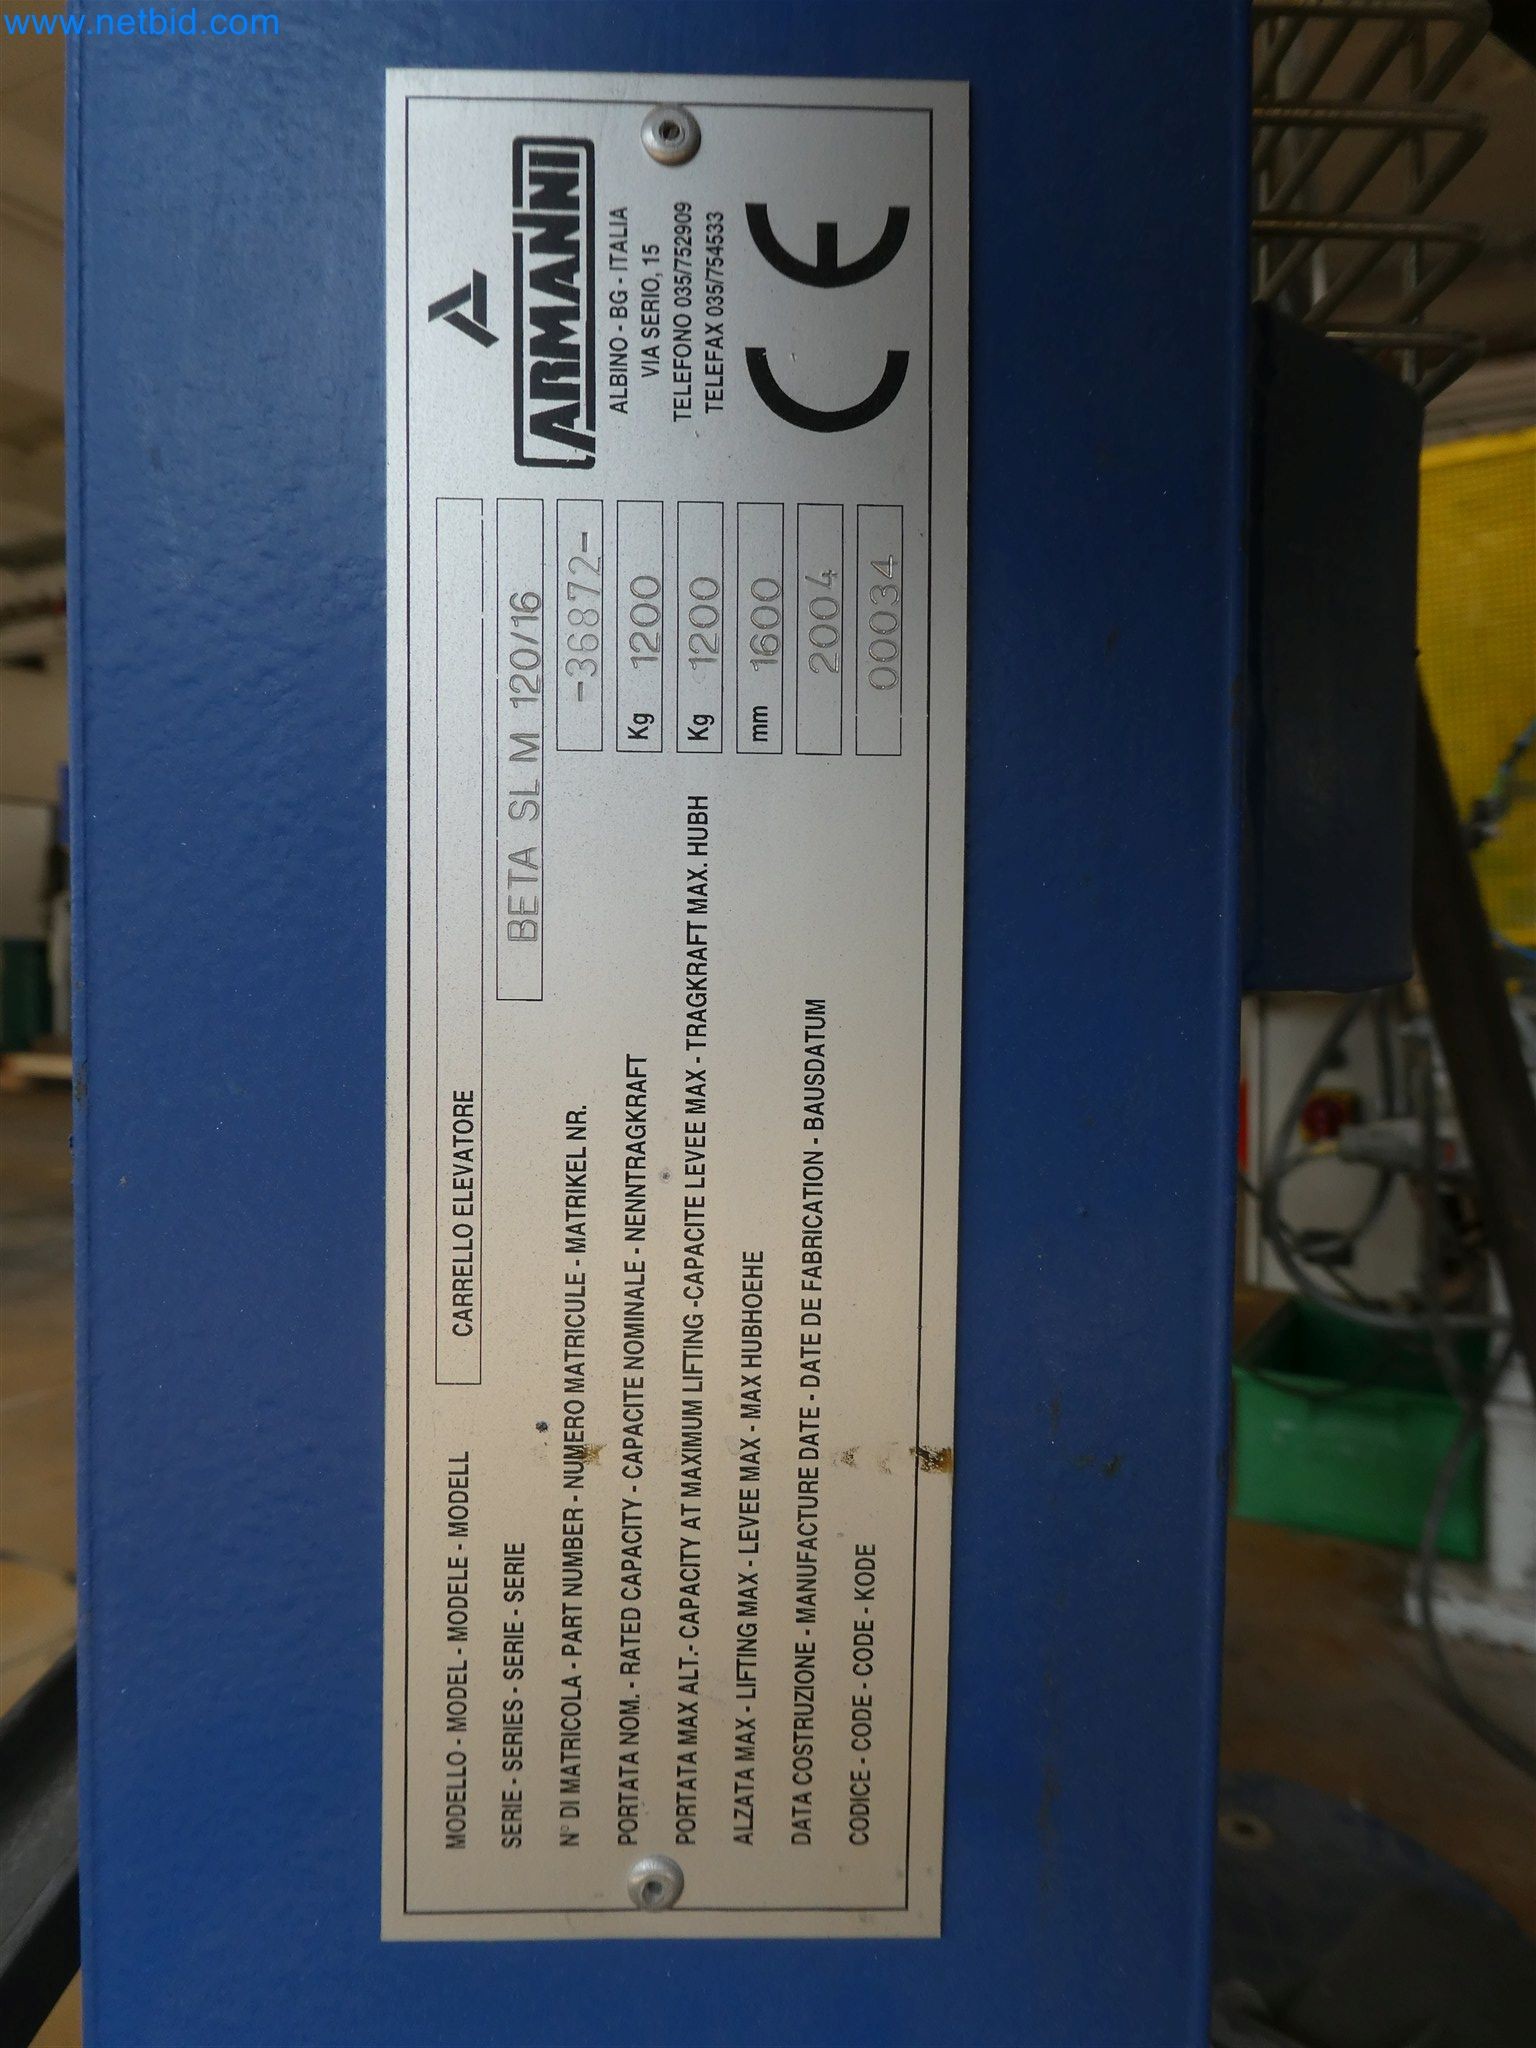 www.netbid.com
ARMANNI
ALBINO - BG - ITALIA
VIA SERIO, 15
TELEFONO 035/752909
TELEFAX 035/754533
CE
MODELLO - MODEL - MODELE - MODELL CARRELLO ELEVATORE
SERIE - SERIES - SERIE - SERIE BETA SL M 120/16
N° DI MATRICOLA - PART NUMBER - NUMERO MATRICULE - MATRIKEL NR. -36872-
PORTATA NOM. - RATED CAPACITY - CAPACITE NOMINALE - NENNTRAGKRAFT Kg 1200
PORTATA MAX ALT.- CAPACITY AT MAXIMUM LIFTING -CAPACITE LEVEE MAX - TRAGKRAFT MAX. HUBH Kg 1200
ALZATA MAX - LIFTING MAX - LEVEE MAX - MAX HUBHOEHE mm 1600
DATA COSTRUZIONE - MANUFACTURE DATE - DATE DE FABRICATION - BAUSDATUM 2004
CODICE - CODE - CODE - KODE 00034